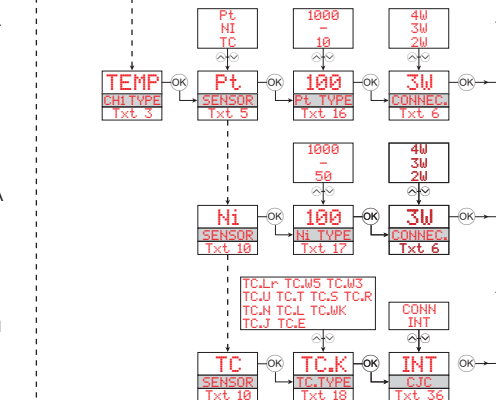 Pt
NI
TC
1000
-
10
4W
3W
2W
TEMP
CH1 TYPE
Txt 3
OK
Pt
SENSOR
Txt 5
OK
100
Pt TYPE
Txt 16
OK
3W
CONNEC.
Txt 6
OK
1000
-
50
4W
3W
2W
Ni
SENSOR
Txt 10
OK
100
Ni TYPE
Txt 17
OK
3W
CONNEC.
Txt 6
OK
TC.Lr TC.W5 TC.W3
TC.U TC.T TC.S TC.R
TC.N TC.L TC.WK
TC.J TC.E
CONN
INT
TC
SENSOR
Txt 10
OK
TC.K
TC.TYPE
Txt 18
OK
INT
CJC
Txt 36
OK